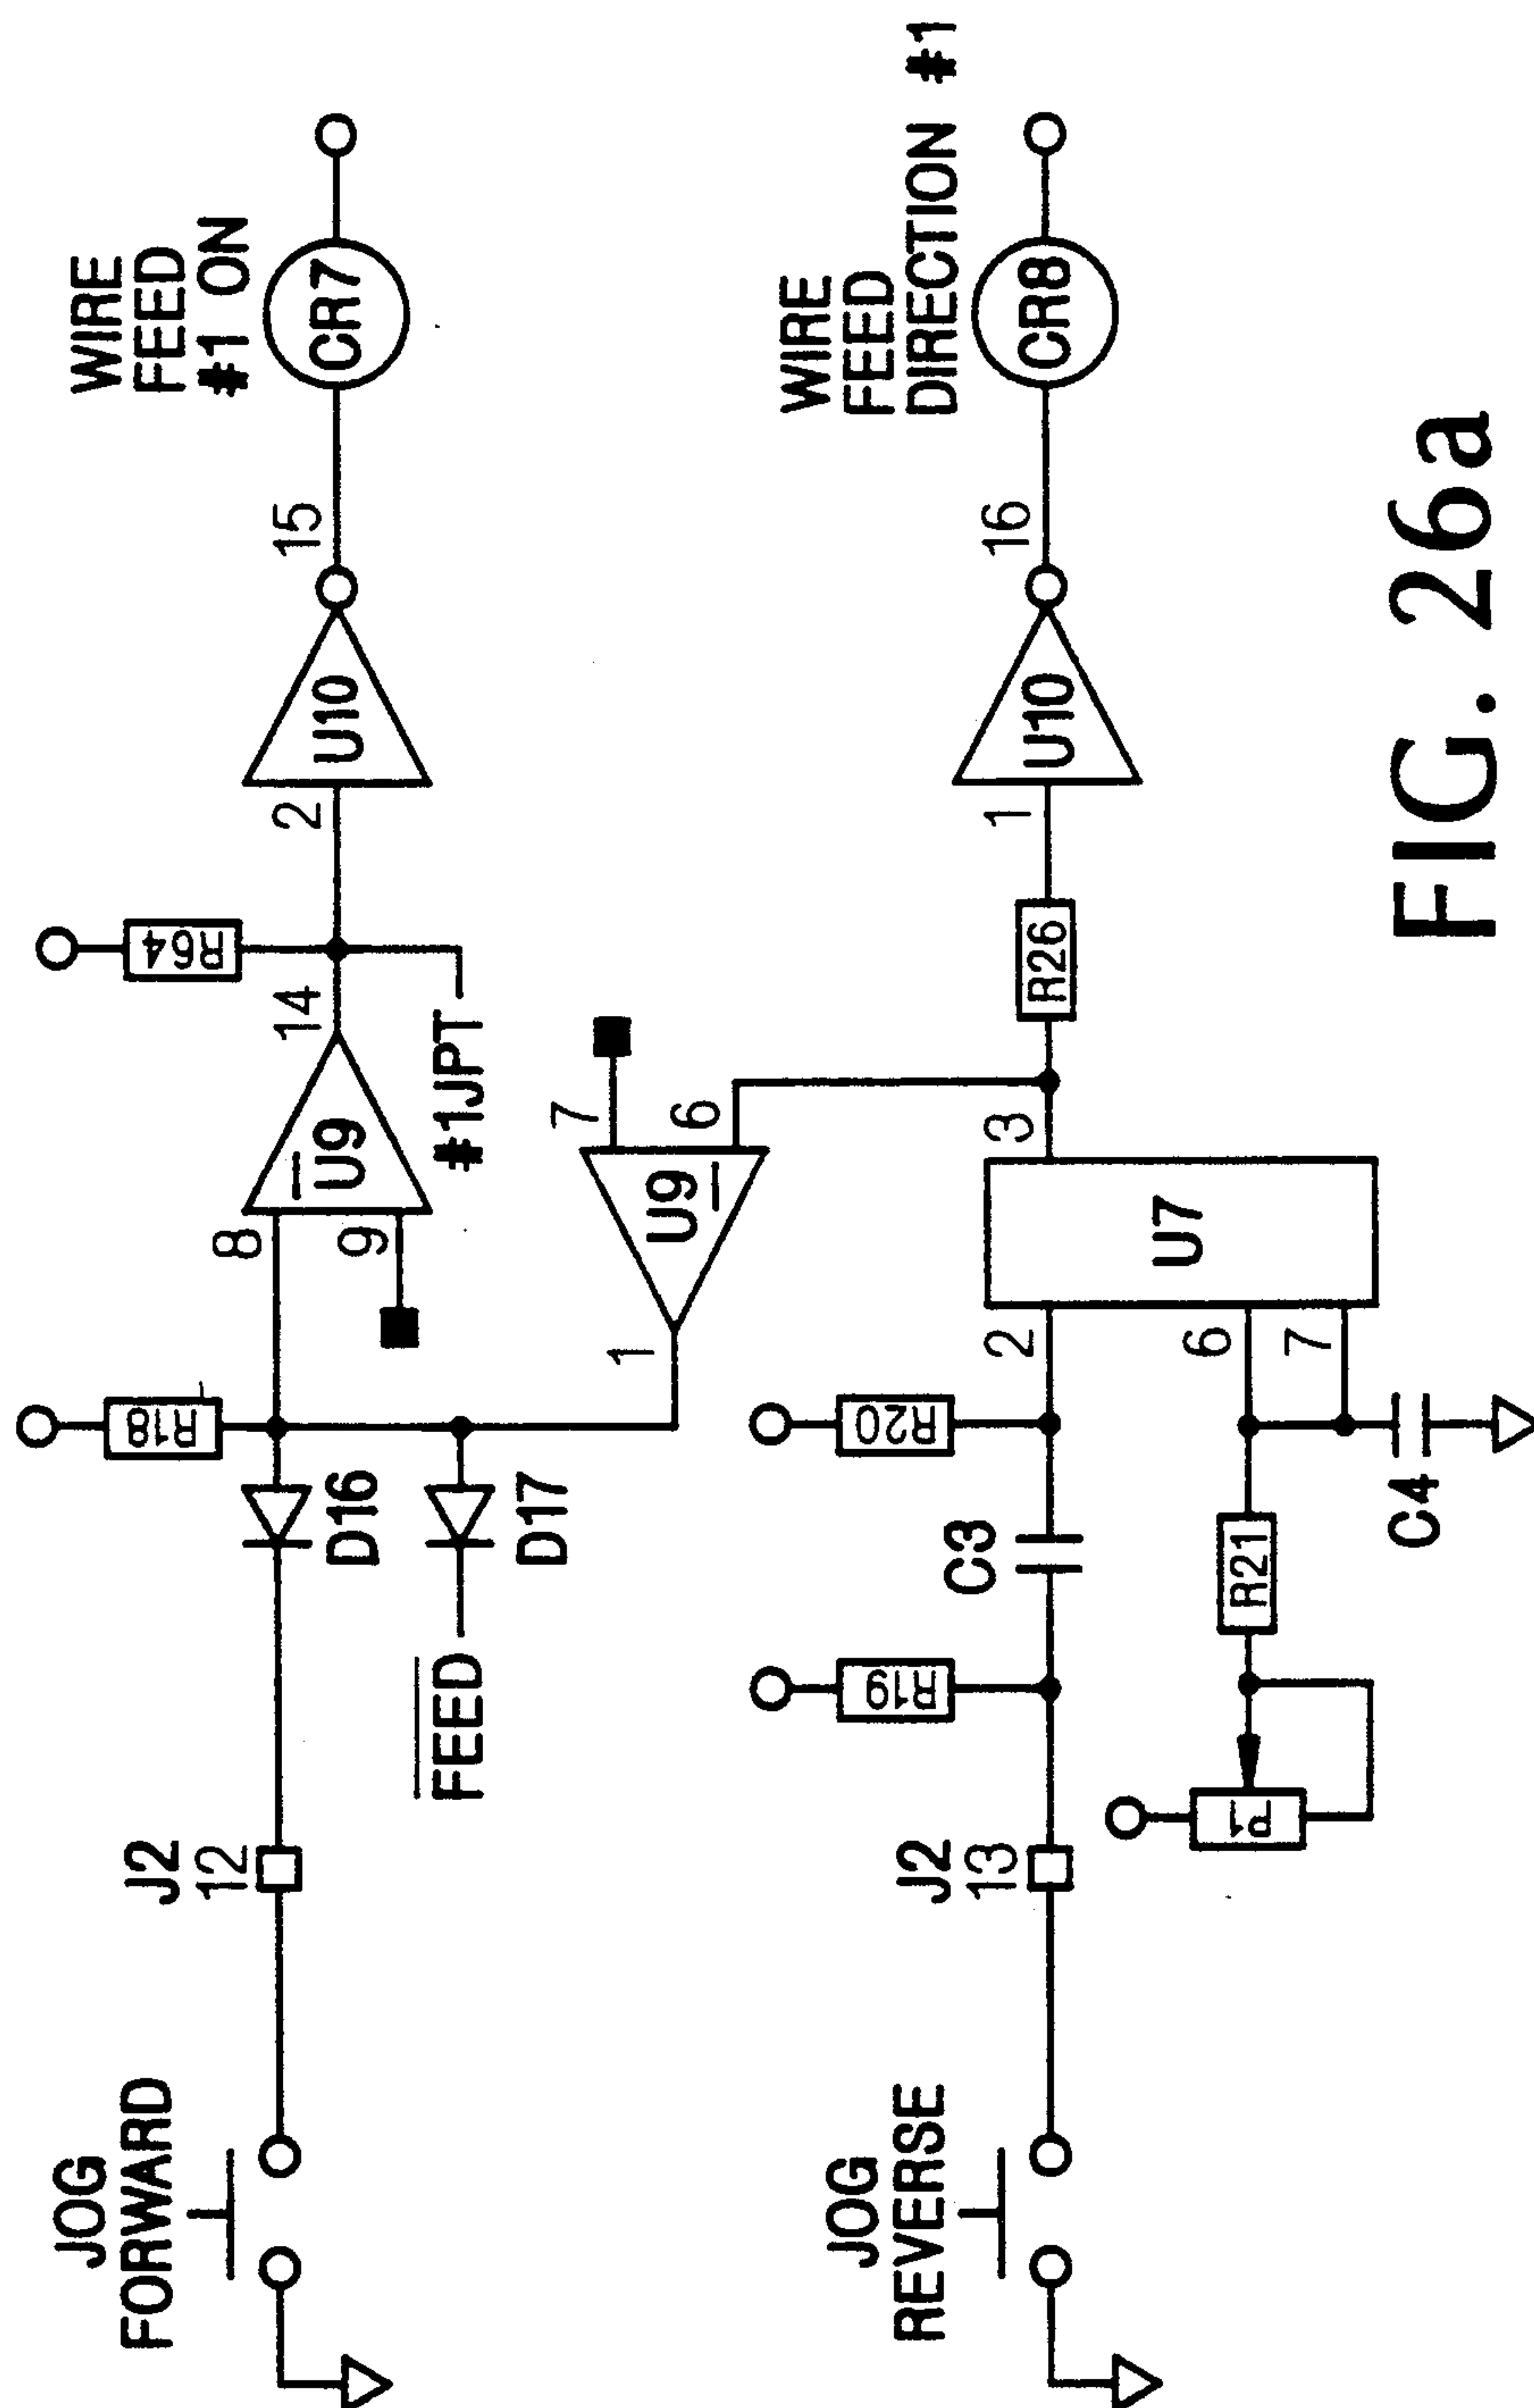 JOG
FORWARD
J2
12
D16
FEED
D17
R18
8
9
U9
14
#1JPT
R64
2
U10
15
WIRE
FEED
#1 ON
CR7
1
U9
7
6
JOG
REVERSE
J2
13
R19
C3
R20
2
P1
R21
6
7
C4
U7
3
R26
1
U10
16
WIRE
FEED
DIRECTION #1
CR8
FIG. 26a